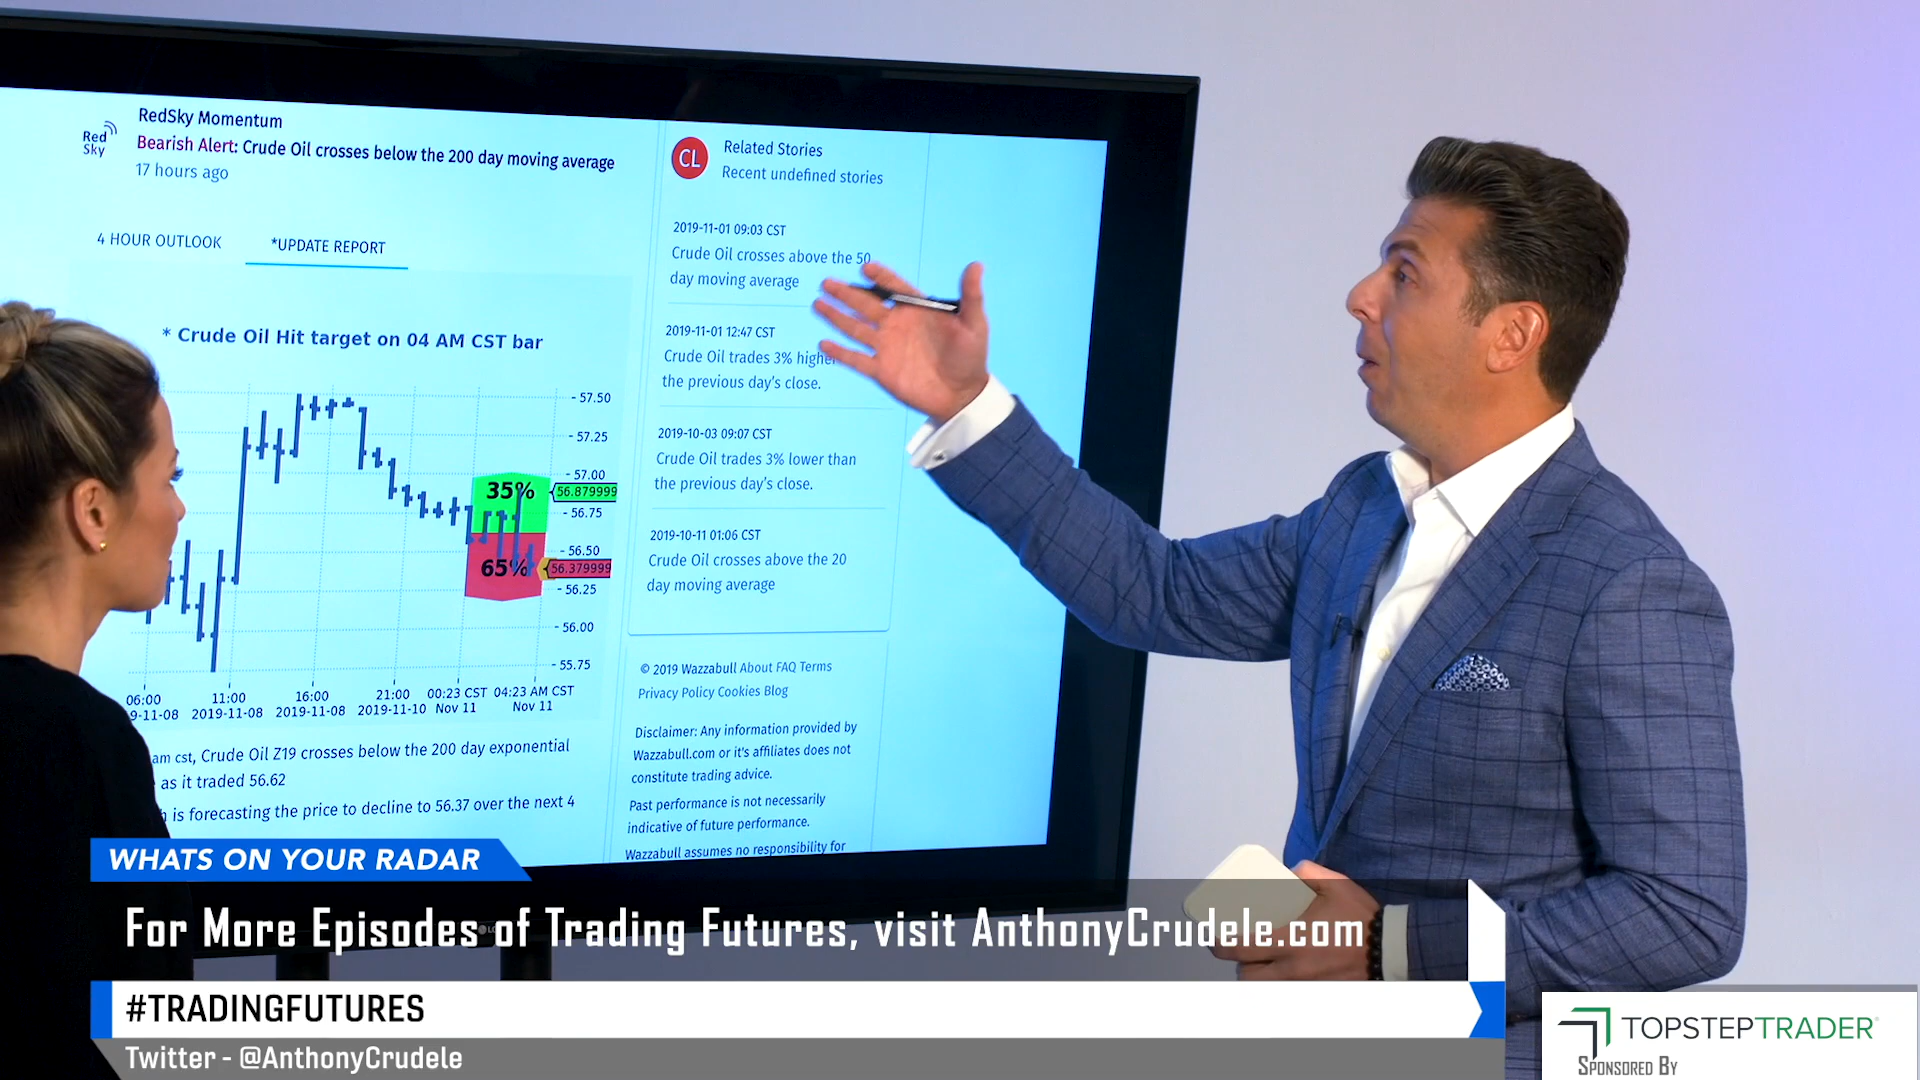 RedSky Momentum
Red
Sky
Bearish Alert: Crude Oil crosses below the 200 day moving average
17 hours ago
4 HOUR OUTLOOK
*UPDATE REPORT
* Crude Oil Hit target on 04 AM CST bar
57.50
57.25
57.00
35%
56.879999
56.75
56.50
65%
56.379999
56.25
56.00
55.75
06:00
11:00
16:00
21:00
00:23 CST
04:23 AM CST
9-11-08
2019-11-08
2019-11-08
2019-11-10
Nov 11
Nov 11
am cst, Crude Oil Z19 crosses below the 200 day exponential
as it traded 56.62
is forecasting the price to decline to 56.37 over the next 4
CL
Related Stories
Recent undefined stories
2019-11-01 09:03 CST
Crude Oil crosses above the 50
day moving average
2019-11-01 12:47 CST
Crude Oil trades 3%
the previous day's close.
2019-10-03 09:07 CST
Crude Oil trades 3% lower than
the previous day's close.
2019-10-11 01:06 CST
Crude Oil crosses above the 20
day moving average
© 2019 Wazzabull About FAQ Terms
Privacy Policy Cookies Blog
Disclaimer: Any information provided by
Wazzabull.com or it's affiliates does not
constitute trading advice.
Past performance is not necessarily
indicative of future performance.
Wazzabull assumes no responsibility for
WHATS ON YOUR RADAR
For More Episodes of Trading Futures, visit AnthonyCrudele.com
#TRADINGFUTURES
Twitter - @AnthonyCrudele
TOPSTEPTRADER
SPONSORED BY